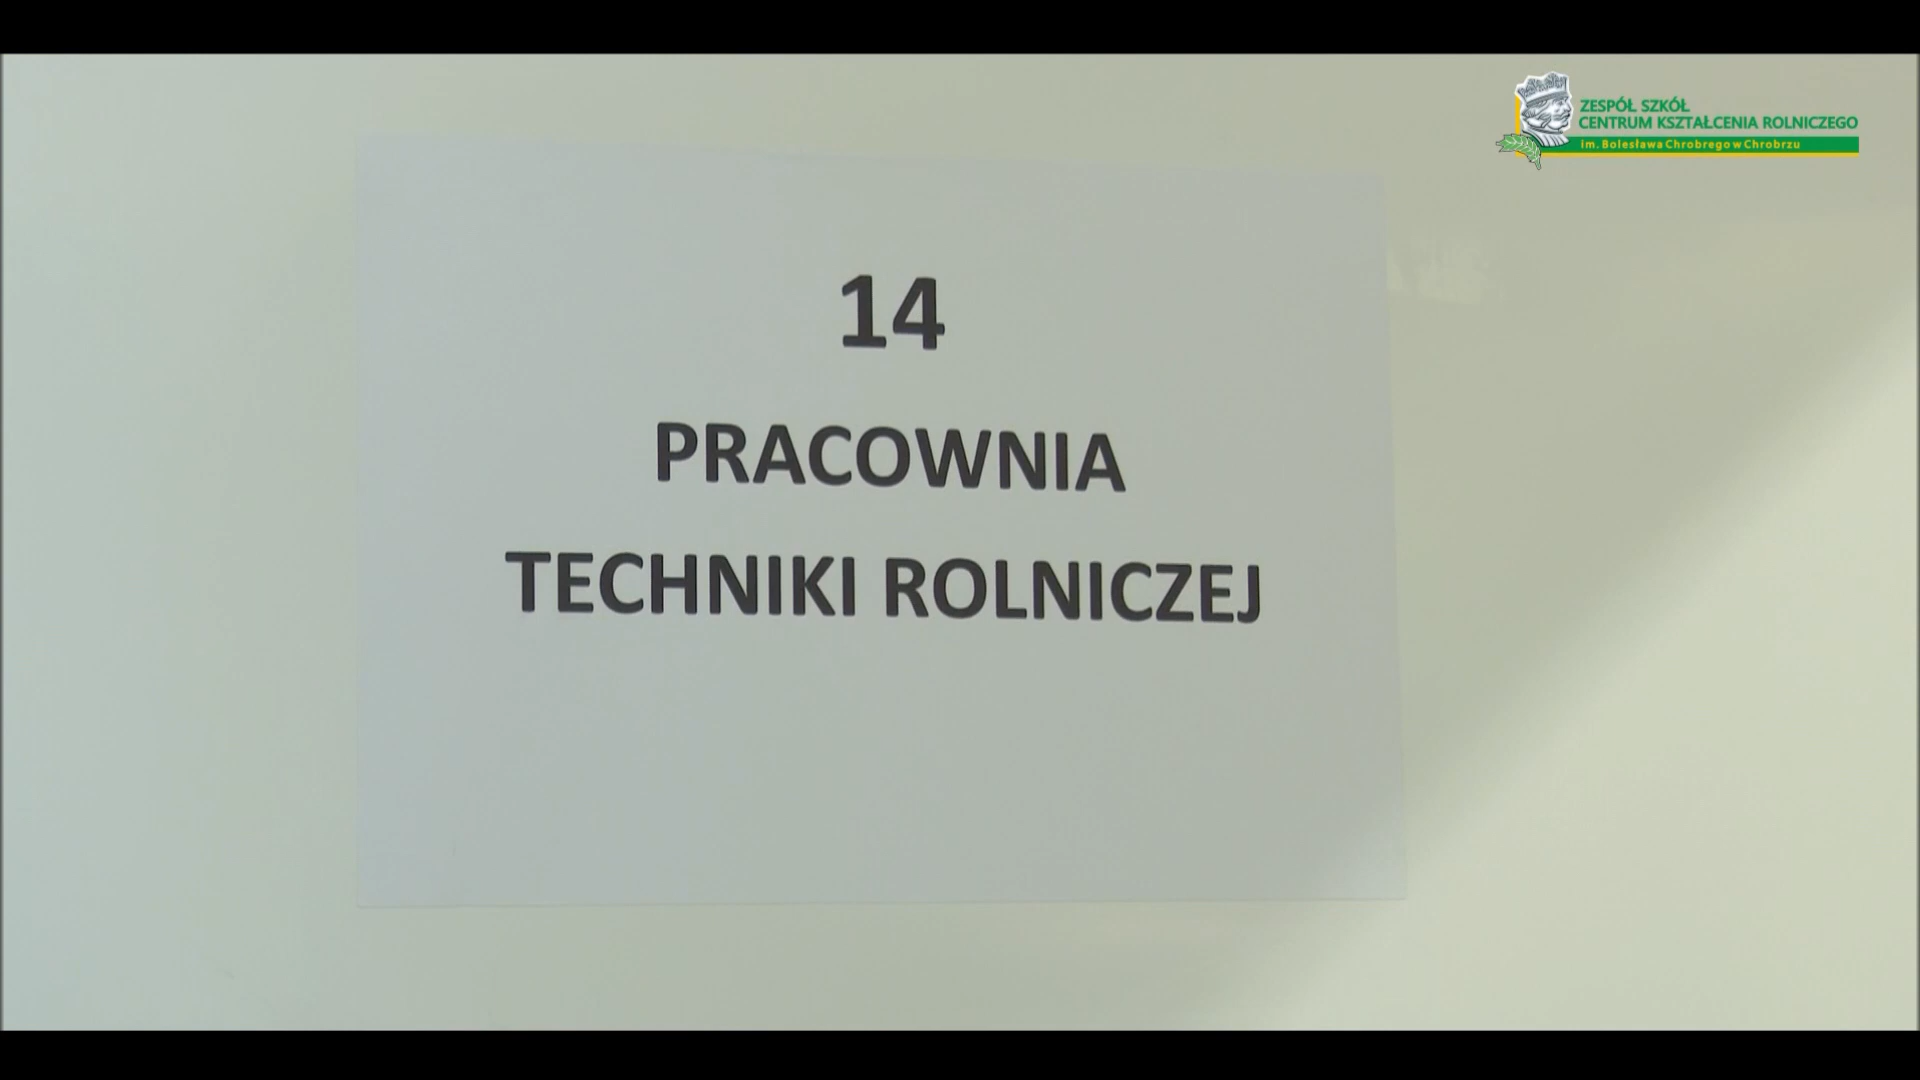 ZESPÓŁ SZKÓŁ
CENTRUM KSZTAŁCENIA ROLNICZEGO
im. Bolesława Chrobrego w Chrobrzu
14
PRACOWNIA
TECHNIKI ROLNICZEJ